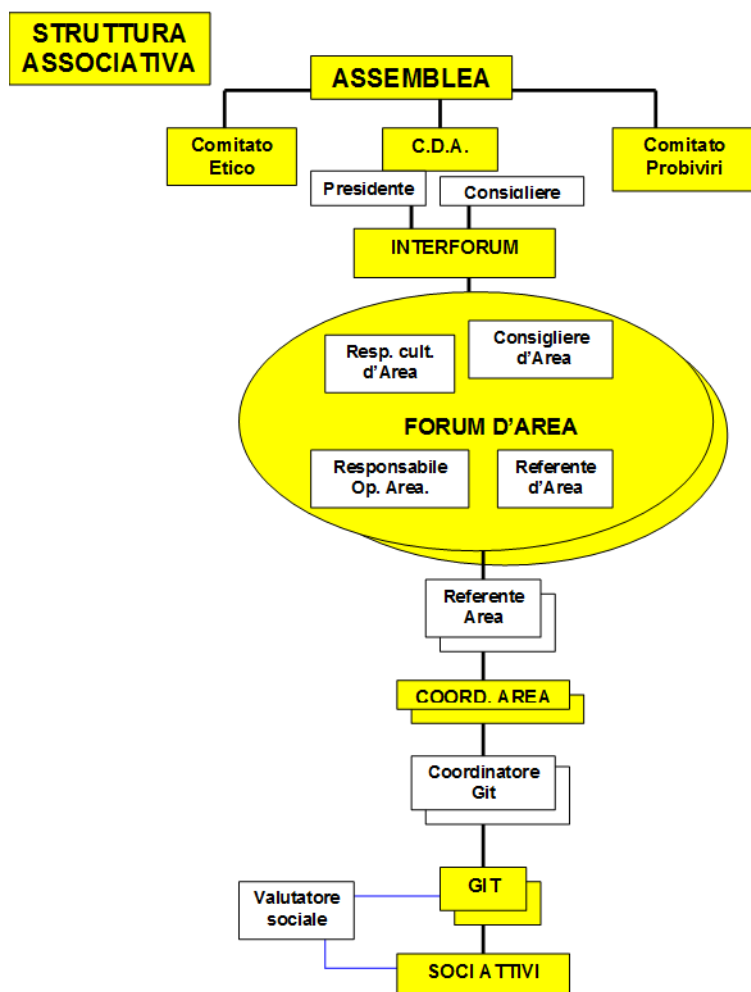 STRUTTURA
ASSOCIATIVA
ASSEMBLEA
Comitato
Etico
C.D.A.
Comitato
Probiviri
Presidente
Consigliere
INTERFORUM
Resp. cult.
d'Area
Consigliere
d'Area
FORUM D'AREA
Responsabile
Op. Area.
Referente
d'Area
Referente
Area
COORD. AREA
Coordinatore
Git
GIT
Valutatore
sociale
SOCI ATTIVI